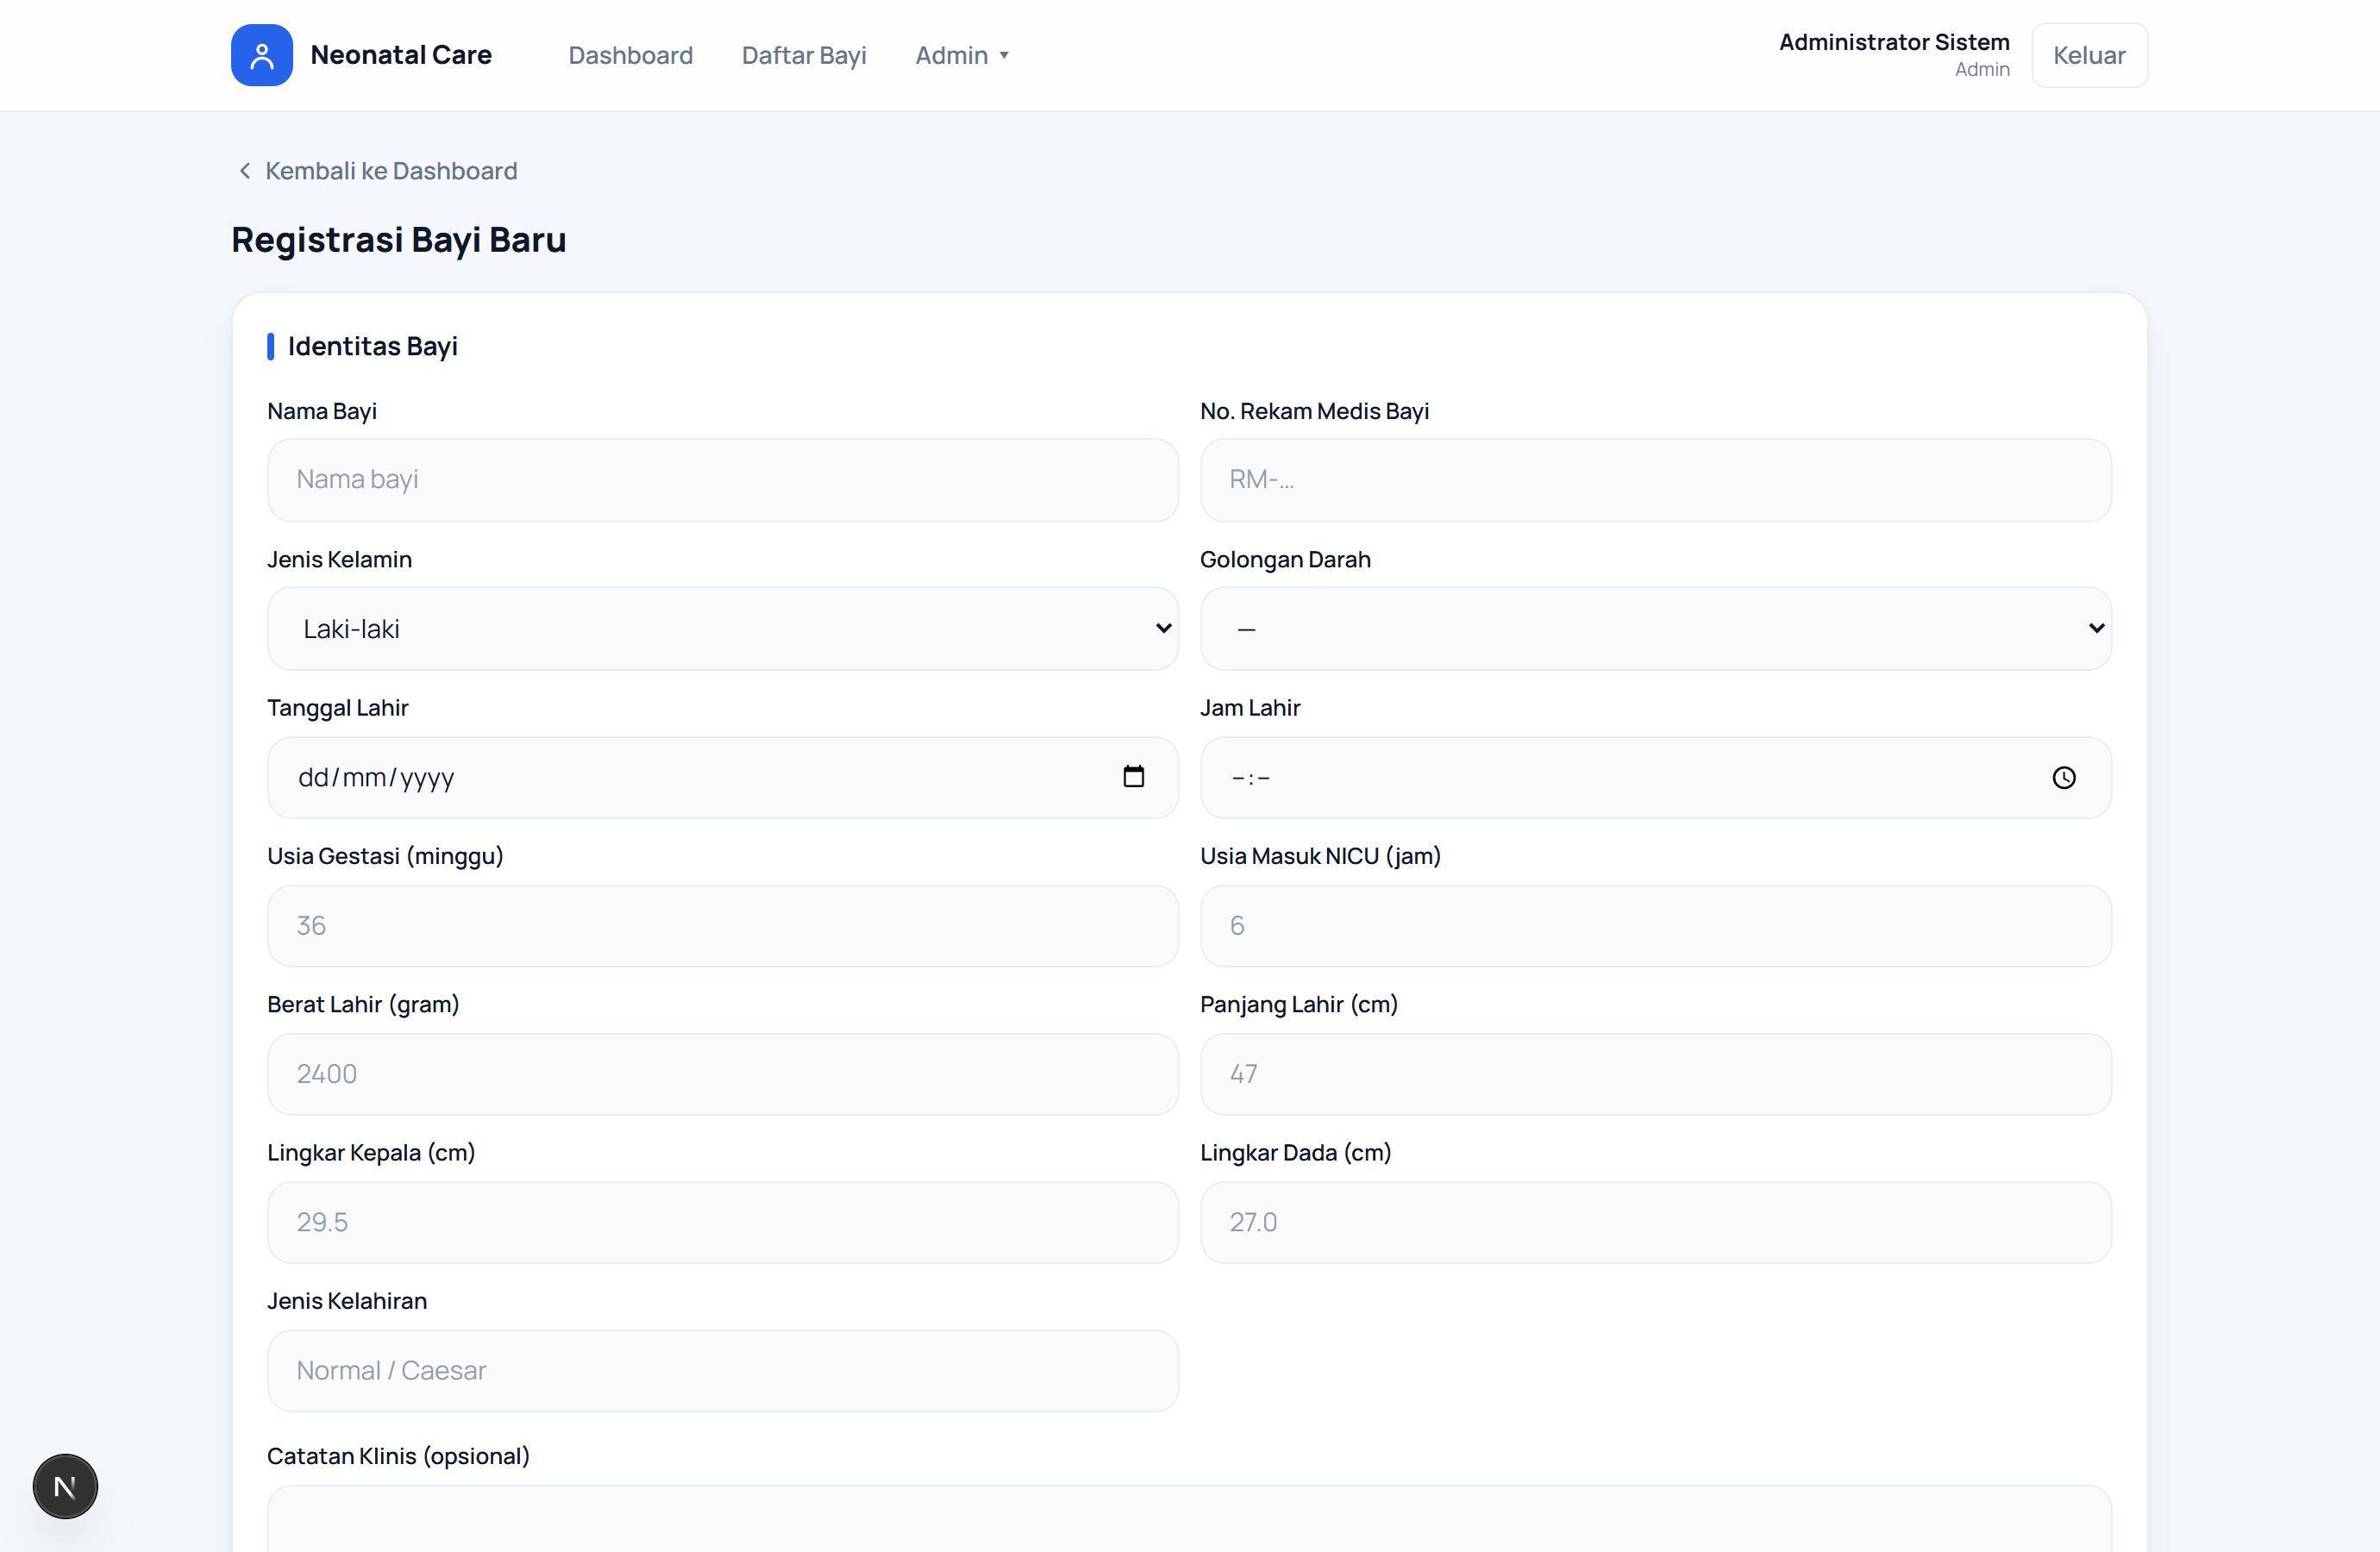 Neonatal Care
Dashboard
Daftar Bayi
Admin ▼
Administrator Sistem
Admin
Keluar
Kembali ke Dashboard
Registrasi Bayi Baru
Identitas Bayi
Nama Bayi
No. Rekam Medis Bayi
Nama bayi
RM-...
Jenis Kelamin
Golongan Darah
Laki-laki
—
Tanggal Lahir
Jam Lahir
dd/mm/yyyy
--:--
Usia Gestasi (minggu)
Usia Masuk NICU (jam)
36
6
Berat Lahir (gram)
Panjang Lahir (cm)
2400
47
Lingkar Kepala (cm)
Lingkar Dada (cm)
29.5
27.0
Jenis Kelahiran
Normal / Caesar
Catatan Klinis (opsional)
N